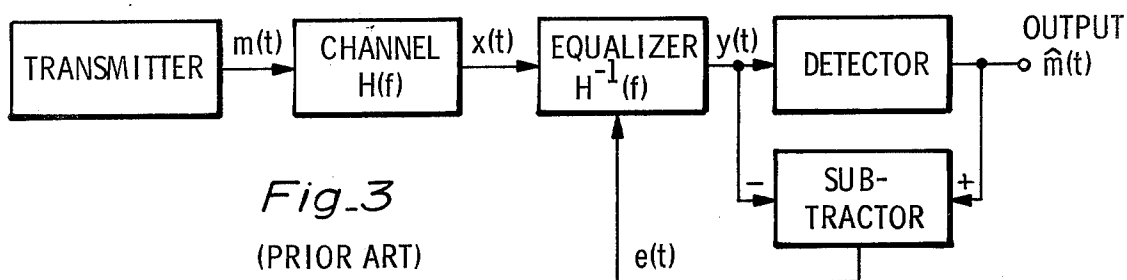 TRANSMITTER
m(t)
CHANNEL
H(f)
x(t)
EQUALIZER
H⁻¹(f)
y(t)
DETECTOR
OUTPUT
m̂(t)
−
SUB-
TRACTOR
+
e(t)
Fig_3
(PRIOR ART)